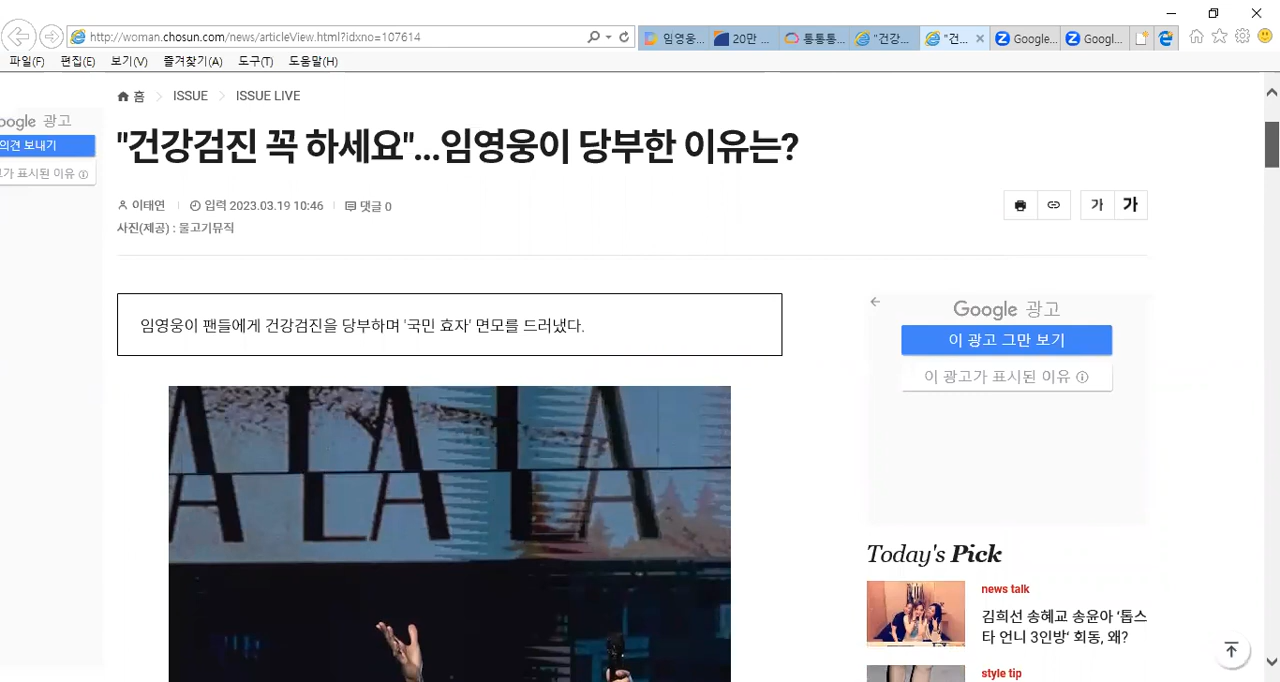 http://woman.chosun.com/news/articleView.html?idxno=107614
임영웅...
20만 ...
통통통...
"건강...
"건...
Google...
Googl...
파일(F) 편집(E) 보기(V) 즐겨찾기(A) 도구(T) 도움말(H)
홈 ISSUE ISSUE LIVE
oogle 광고
의견 보내기
고가 표시된 이유
"건강검진 꼭 하세요"...임영웅이 당부한 이유는?
이태연 입력 2023.03.19 10:46 댓글 0
가 가
사진(제공) : 물고기뮤직
임영웅이 팬들에게 건강검진을 당부하며 '국민 효자' 면모를 드러냈다.
Google 광고
이 광고 그만 보기
이 광고가 표시된 이유
A LA LA
A LA LA
Today's Pick
news talk
김희선 송혜교 송윤아 '톱스
타 언니 3인방' 회동, 왜?
style tip